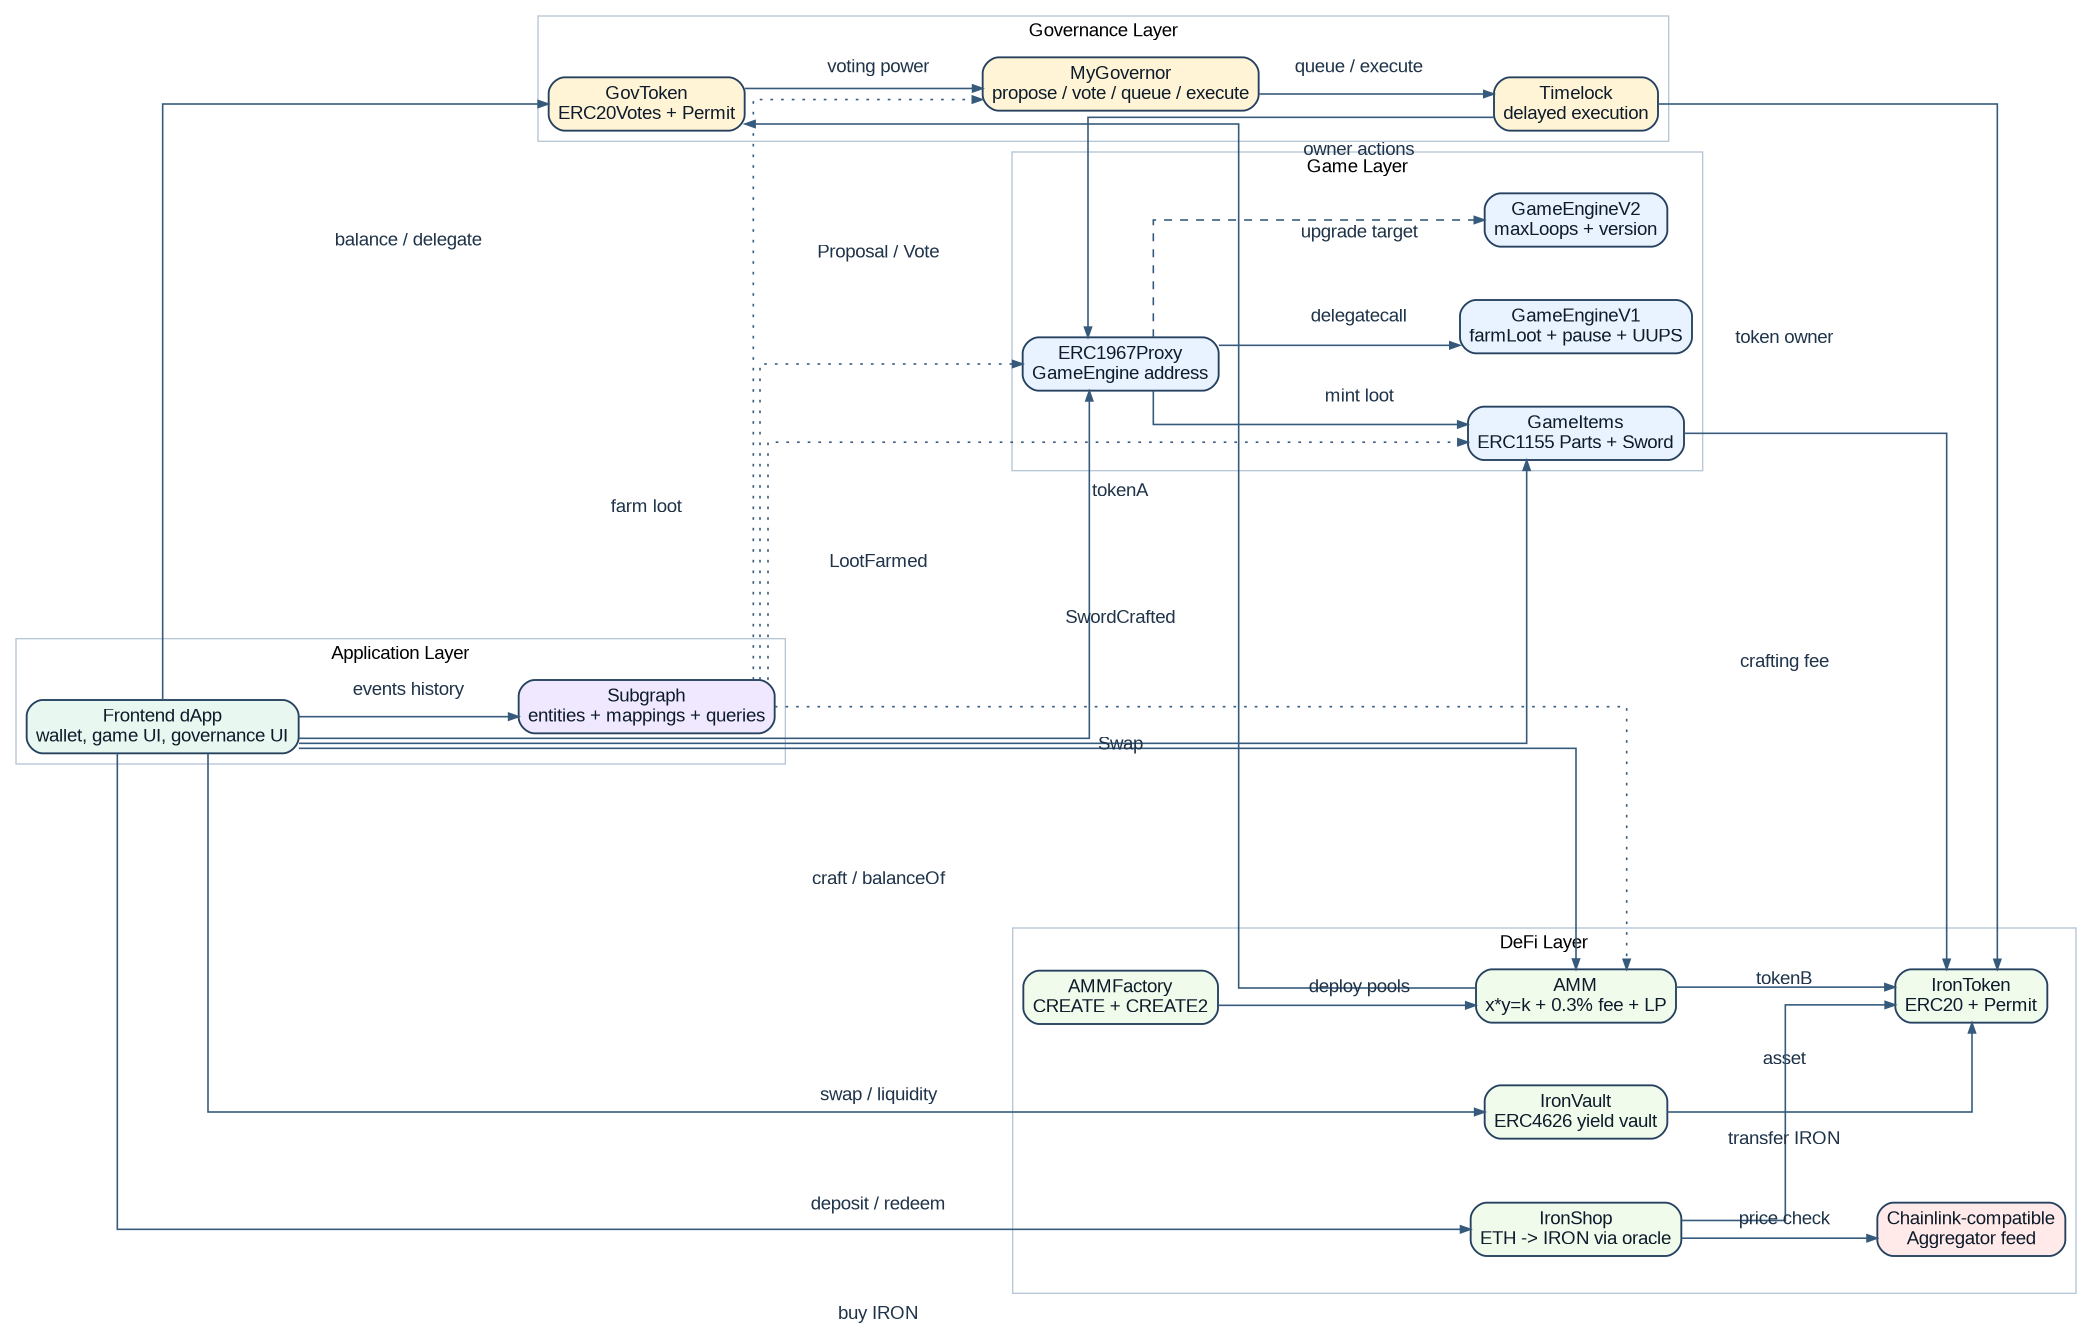 Governance Layer
voting power
MyGovernor
propose / vote / queue / execute
queue / execute
GovToken
ERC20Votes + Permit
Timelock
delayed execution
owner actions
Game Layer
GameEngineV2
maxLoops + version
upgrade target
balance / delegate
Proposal / Vote
delegatecall
GameEngineV1
farmLoot + pause + UUPS
token owner
ERC1967Proxy
GameEngine address
mint loot
GameItems
ERC1155 Parts + Sword
tokenA
farm loot
LootFarmed
SwordCrafted
Application Layer
crafting fee
events history
Subgraph
entities + mappings + queries
Frontend dApp
wallet, game UI, governance UI
Swap
craft / balanceOf
DeFi Layer
AMMFactory
CREATE + CREATE2
deploy pools
AMM
x*y=k + 0.3% fee + LP
tokenB
IronToken
ERC20 + Permit
asset
swap / liquidity
IronVault
ERC4626 yield vault
transfer IRON
deposit / redeem
IronShop
ETH -> IRON via oracle
price check
Chainlink-compatible
Aggregator feed
buy IRON